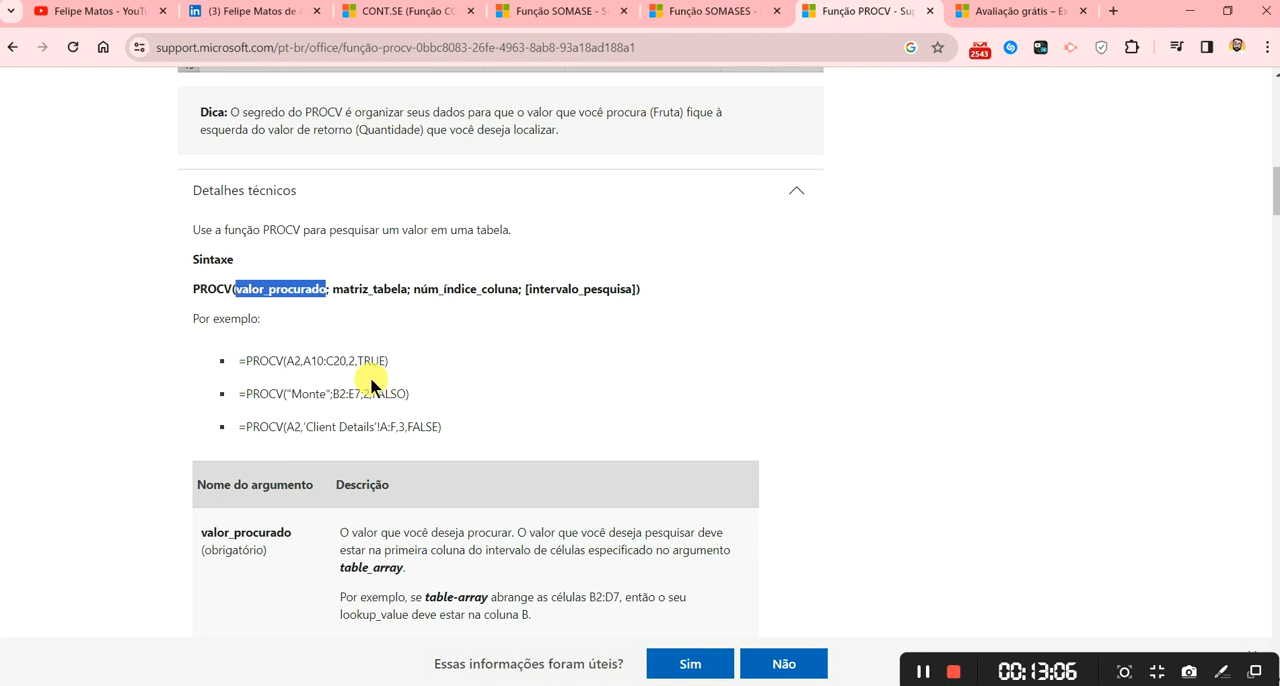 Felipe Matos - YouTu
(3) Felipe Matos de A
CONT.SE (Função CO
Função SOMASE - S
Função SOMASES -
Função PROCV - Sup
Avaliação grátis – Ex
support.microsoft.com/pt-br/office/função-procv-0bbc8083-26fe-4963-8ab8-93a18ad188a1
2543
Dica: O segredo do PROCV é organizar seus dados para que o valor que você procura (Fruta) fique à
esquerda do valor de retorno (Quantidade) que você deseja localizar.
Detalhes técnicos
Use a função PROCV para pesquisar um valor em uma tabela.
Sintaxe
PROCV(valor_procurado; matriz_tabela; núm_índice_coluna; [intervalo_pesquisa])
Por exemplo:
=PROCV(A2,A10:C20,2,TRUE)
=PROCV("Monte";B2:E7;2;FALSO)
=PROCV(A2,'Client Details'!A:F,3,FALSE)
Nome do argumento Descrição
valor_procurado
(obrigatório)
O valor que você deseja procurar. O valor que você deseja pesquisar deve
estar na primeira coluna do intervalo de células especificado no argumento
table_array.
Por exemplo, se table-array abrange as células B2:D7, então o seu
lookup_value deve estar na coluna B.
Essas informações foram úteis? Sim Não
00:13:06